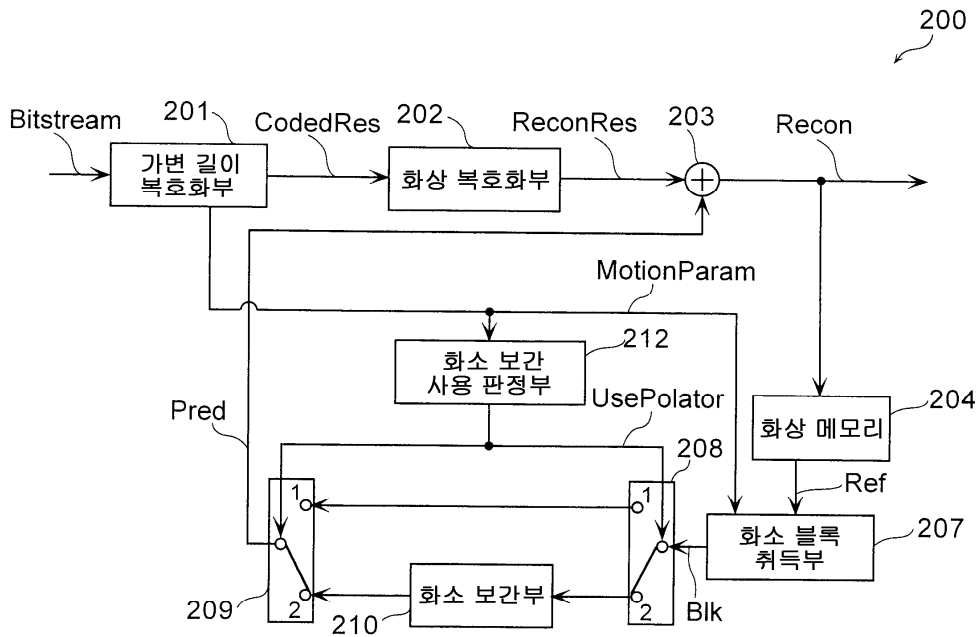 200
Bitstream
201
CodedRes
202
ReconRes
203
Recon
가변 길이
복호화부
화상 복호화부
MotionParam
화소 보간
사용 판정부
212
Pred
UsePolator
화상 메모리
204
208
Ref
1
1
화소 블록
취득부
207
209
2
화소 보간부
210
2
Blk